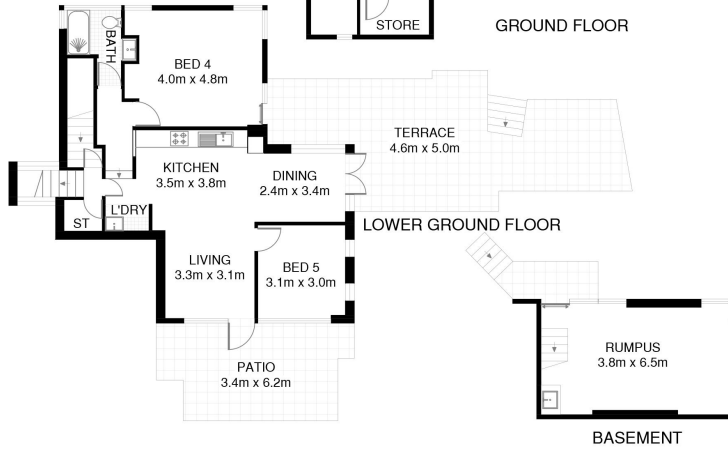 STORE
GROUND FLOOR
BATH
BED 4
4.0m x 4.8m
TERRACE
4.6m x 5.0m
KITCHEN
3.5m x 3.8m
DINING
2.4m x 3.4m
L'DRY
ST
LOWER GROUND FLOOR
LIVING
3.3m x 3.1m
BED 5
3.1m x 3.0m
RUMPUS
3.8m x 6.5m
PATIO
3.4m x 6.2m
BASEMENT